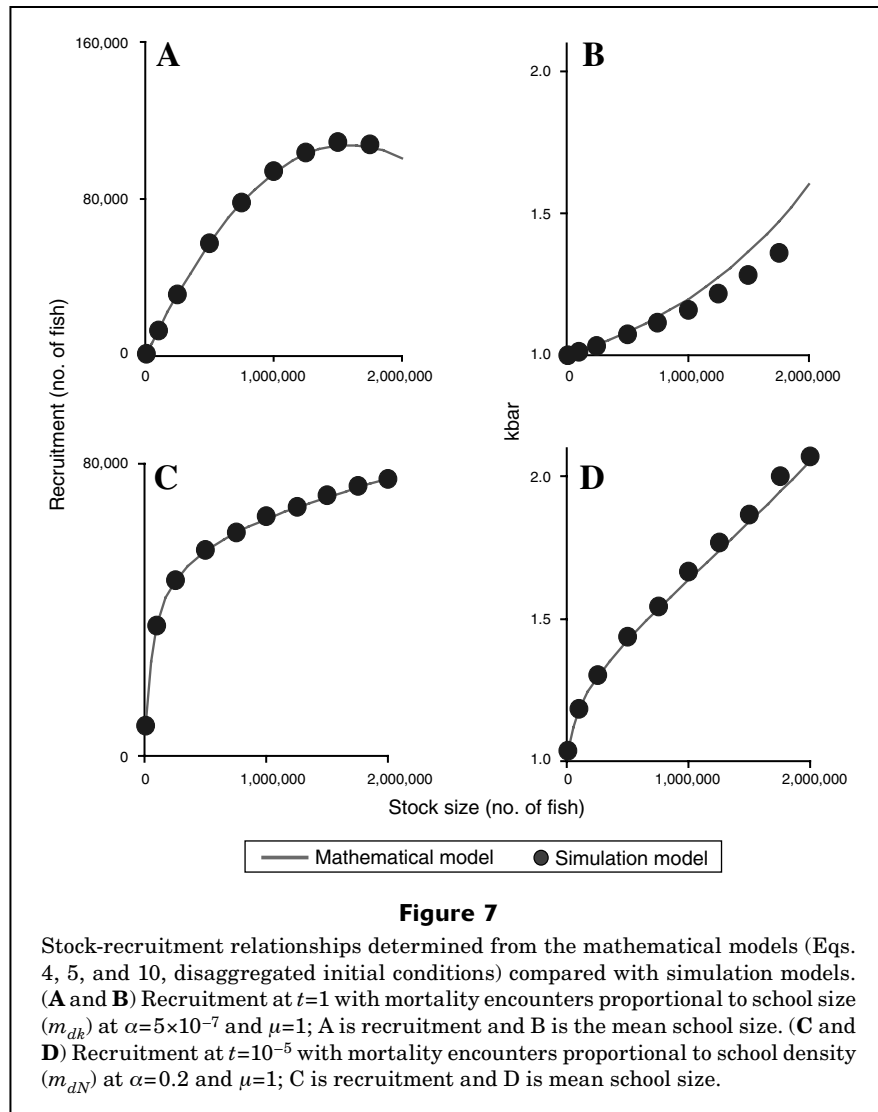 A
160,000
80,000
0
0
1,000,000
2,000,000
B
2.0
1.5
1.0
0
1,000,000
2,000,000
Recruitment (no. of fish)
kbar
C
80,000
0
0
1,000,000
2,000,000
D
2.0
1.5
1.0
0
1,000,000
2,000,000
Stock size (no. of fish)
Mathematical model
Simulation model
Figure 7
Stock-recruitment relationships determined from the mathematical models (Eqs.
4, 5, and 10, disaggregated initial conditions) compared with simulation models.
(A and B) Recruitment at t=1 with mortality encounters proportional to school size
(m_dk) at α=5×10⁻⁷ and μ=1; A is recruitment and B is the mean school size. (C and
D) Recruitment at t=10⁻⁵ with mortality encounters proportional to school density
(m_dN) at α=0.2 and μ=1; C is recruitment and D is mean school size.